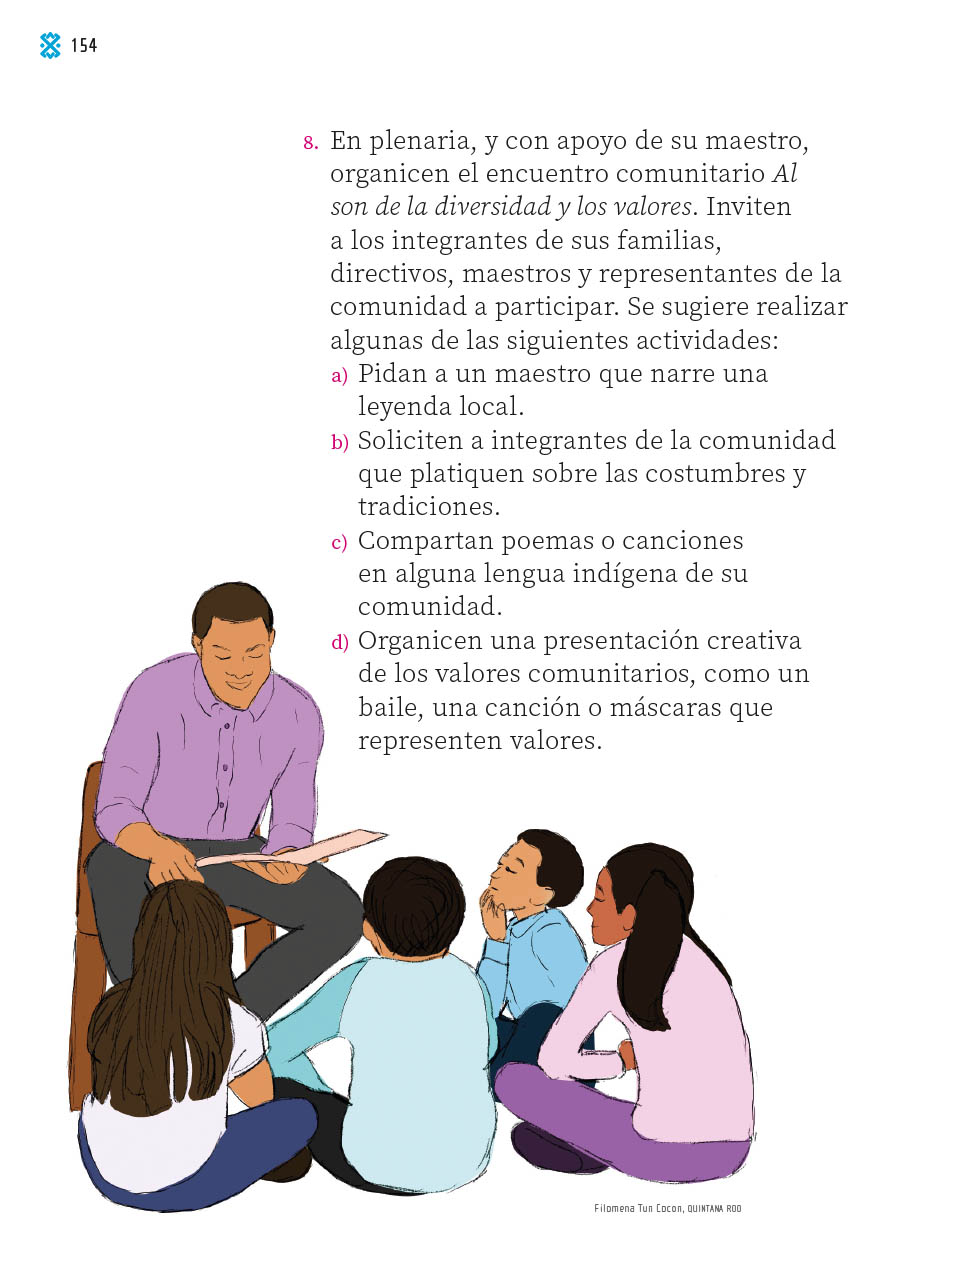 154
8. En plenaria, y con apoyo de su maestro,
organicen el encuentro comunitario Al
son de la diversidad y los valores. Inviten
a los integrantes de sus familias,
directivos, maestros y representantes de la
comunidad a participar. Se sugiere realizar
algunas de las siguientes actividades:
a) Pidan a un maestro que narre una
leyenda local.
b) Soliciten a integrantes de la comunidad
que platiquen sobre las costumbres y
tradiciones.
c) Compartan poemas o canciones
en alguna lengua indígena de su
comunidad.
d) Organicen una presentación creativa
de los valores comunitarios, como un
baile, una canción o máscaras que
representen valores.
Filomena Tun Cocon, QUINTANA ROO